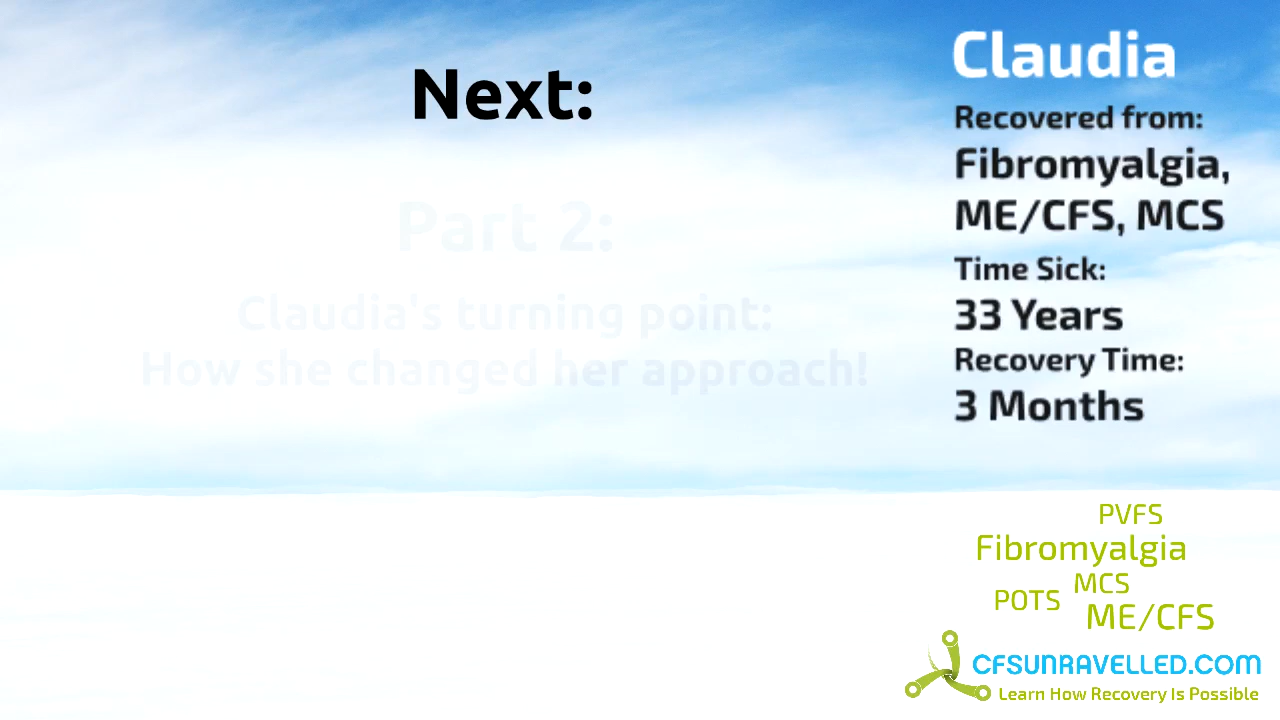 Next:
Part 2:
Claudia's turning point:
How she changed her approach!
Claudia
Recovered from:
Fibromyalgia,
ME/CFS, MCS
Time Sick:
33 Years
Recovery Time:
3 Months
PVFS
Fibromyalgia
MCS
POTS
ME/CFS
CFSUNRAVELLED.COM
Learn How Recovery Is Possible